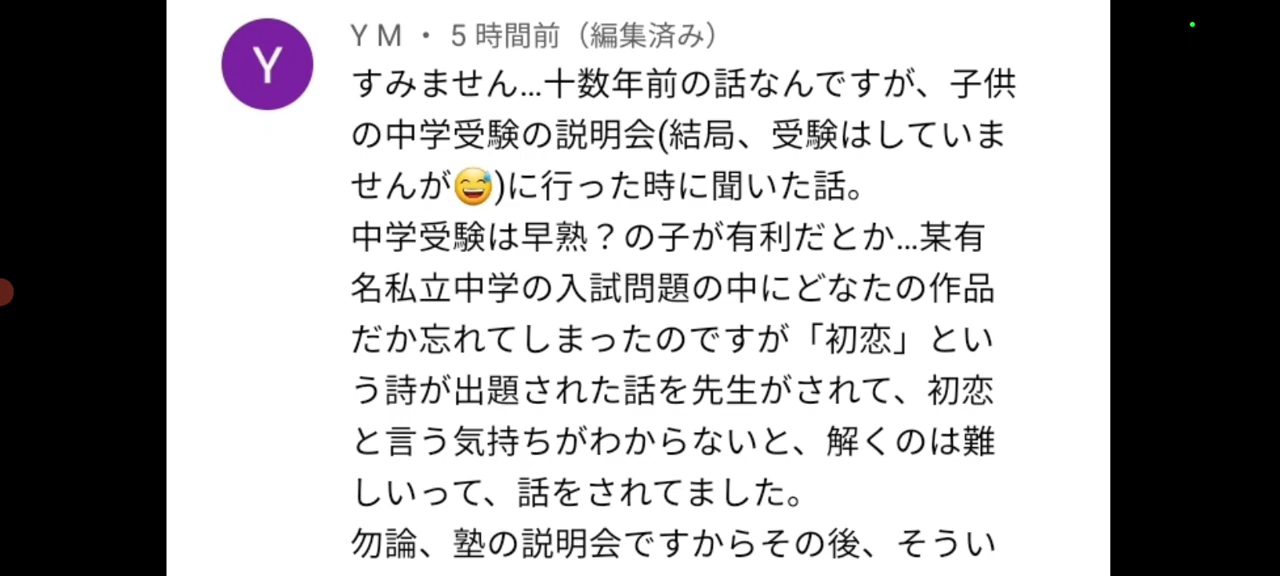 Y
Y M ・ 5 時間前（編集済み）
すみません...十数年前の話なんですが、子供
の中学受験の説明会(結局、受験はしていま
せんが😅)に行った時に聞いた話。
中学受験は早熟？の子が有利だとか...某有
名私立中学の入試問題の中にどなたの作品
だか忘れてしまったのですが「初恋」とい
う詩が出題された話を先生がされて、初恋
と言う気持ちがわからないと、解くのは難
しいって、話をされてました。
勿論、塾の説明会ですからその後、そうい